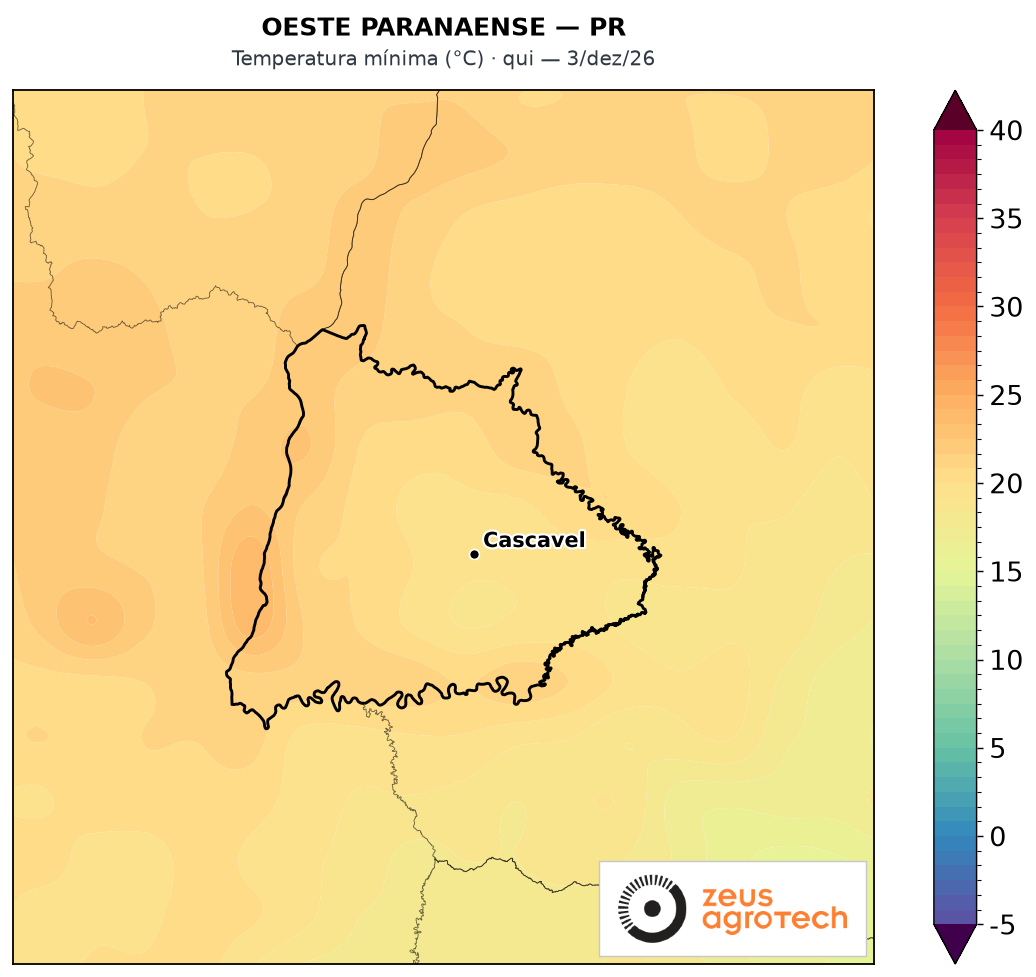 OESTE PARANAENSE — PR
Temperatura mínima (°C) · qui — 3/dez/26
40
35
30
25
20
15
10
5
0
-5
Cascavel
zeus
agrotech